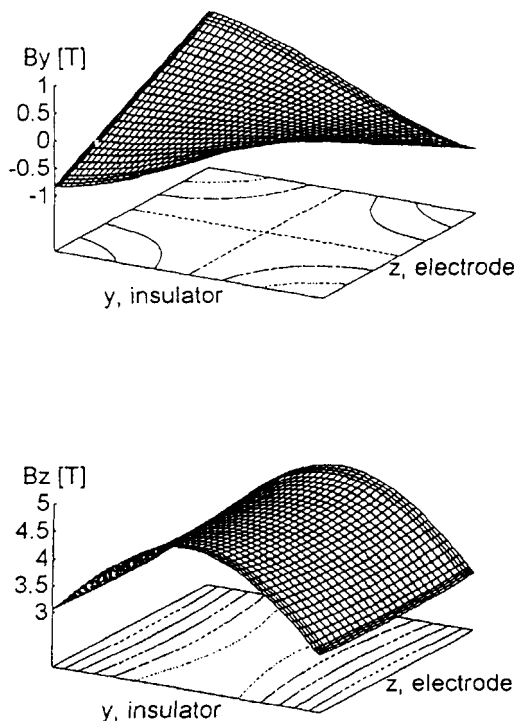 By [T]
1
0.5
0
-0.5
-1
z, electrode
y, insulator
Bz [T]
5
4.5
4
3.5
3
z, electrode
y, insulator